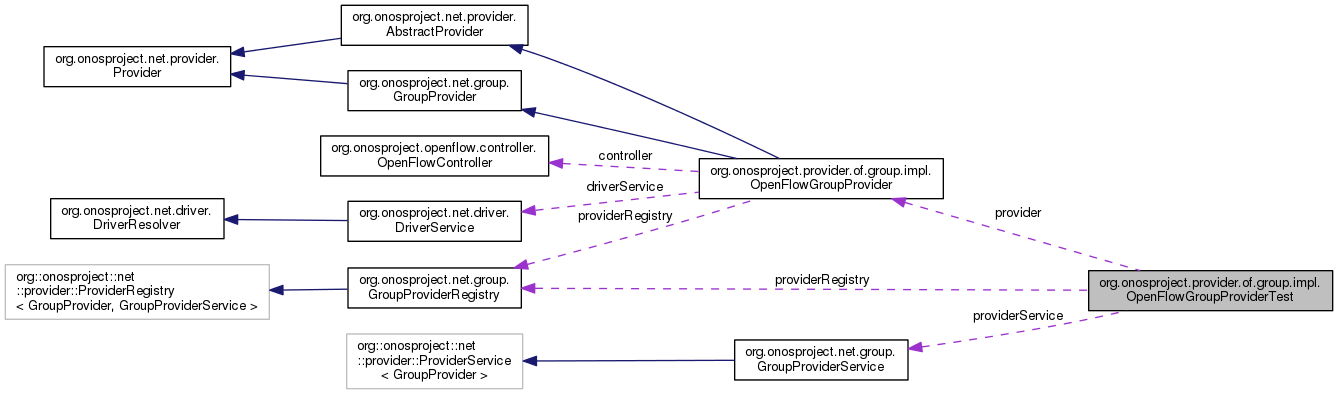 org.onosproject.net.provider.
AbstractProvider
org.onosproject.net.provider.
Provider
org.onosproject.net.group.
GroupProvider
org.onosproject.openflow.controller.
OpenFlowController
controller
org.onosproject.provider.of.group.impl.
OpenFlowGroupProvider
driverService
org.onosproject.net.driver.
DriverResolver
org.onosproject.net.driver.
DriverService
providerRegistry
provider
org::onosproject::net
::provider::ProviderRegistry
< GroupProvider, GroupProviderService >
org.onosproject.net.group.
GroupProviderRegistry
providerRegistry
org.onosproject.provider.of.group.impl.
OpenFlowGroupProviderTest
providerService
org::onosproject::net
::provider::ProviderService
< GroupProvider >
org.onosproject.net.group.
GroupProviderService